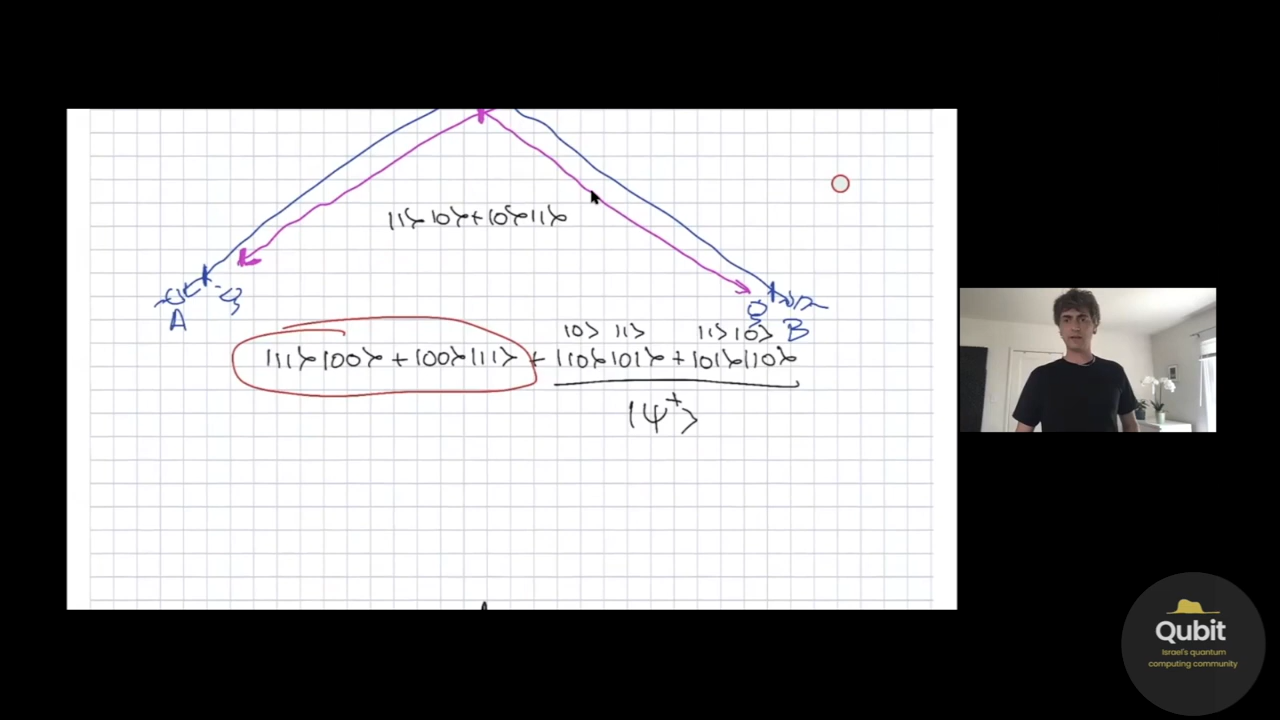 |1>|0>+|0>|1>
A
|0> |1> |1>|0> B
|11>|00> + |00>|11> + |10>|01> + |01>|10>
|ψ⁺>
Qubit
Israel's quantum
computing community